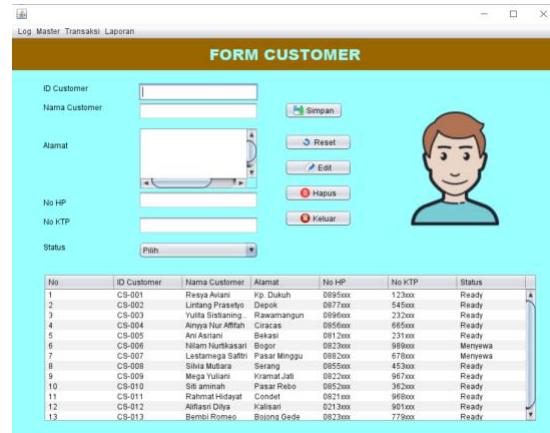 Log Master Transaksi Laporan
FORM CUSTOMER
ID Customer
Nama Customer
Simpan
Alamat
Reset
Edit
Hapus
No HP
Keluar
No KTP
Status
Pilih
No ID Customer Nama Customer Alamat No HP No KTP Status
1 CS-001 Resya Aviani Kp. Dukuh 0895xxx 123xxx Ready
2 CS-002 Lintang Prasetyo Depok 0877xxx 545xxx Ready
3 CS-003 Yulita Sistianing... Rawamangun 0896xxx 232xxx Ready
4 CS-004 Ainyya Nur Affifah Ciracas 0856xxx 665xxx Ready
5 CS-005 Ani Asriani Bekasi 0812xxx 231xxx Ready
6 CS-006 Nilam Nurtikasari Bogor 0823xxx 989xxx Menyewa
7 CS-007 Lestarnega Safitri Pasar Minggu 0882xxx 678xxx Menyewa
8 CS-008 Silvia Mutiara Serang 0855xxx 453xxx Ready
9 CS-009 Mega Yuliani Kramat Jati 0822xxx 967xxx Ready
10 CS-010 Siti aminah Pasar Rebo 0852xxx 362xxx Ready
11 CS-011 Rahmat Hidayat Condet 0821xxx 968xxx Ready
12 CS-012 Aliflasri Dilya Kalisari 0213xxx 901xxx Ready
13 CS-013 Bembi Romeo Bojong Gede 0823xxx 779xxx Ready